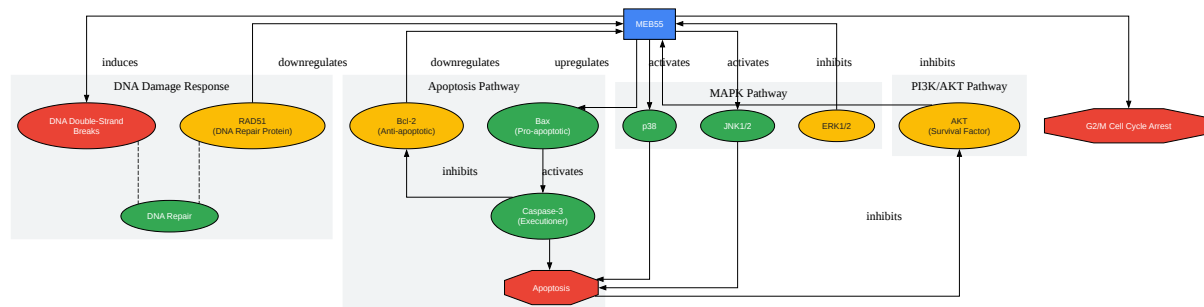 MEB55
induces
downregulates
downregulates
upregulates
activates
activates
inhibits
inhibits
DNA Damage Response
Apoptosis Pathway
MAPK Pathway
PI3K/AKT Pathway
DNA Double-Strand
Breaks
RAD51
(DNA Repair Protein)
Bcl-2
(Anti-apoptotic)
Bax
(Pro-apoptotic)
p38
JNK1/2
ERK1/2
AKT
(Survival Factor)
G2/M Cell Cycle Arrest
inhibits
activates
DNA Repair
Caspase-3
(Executioner)
inhibits
Apoptosis